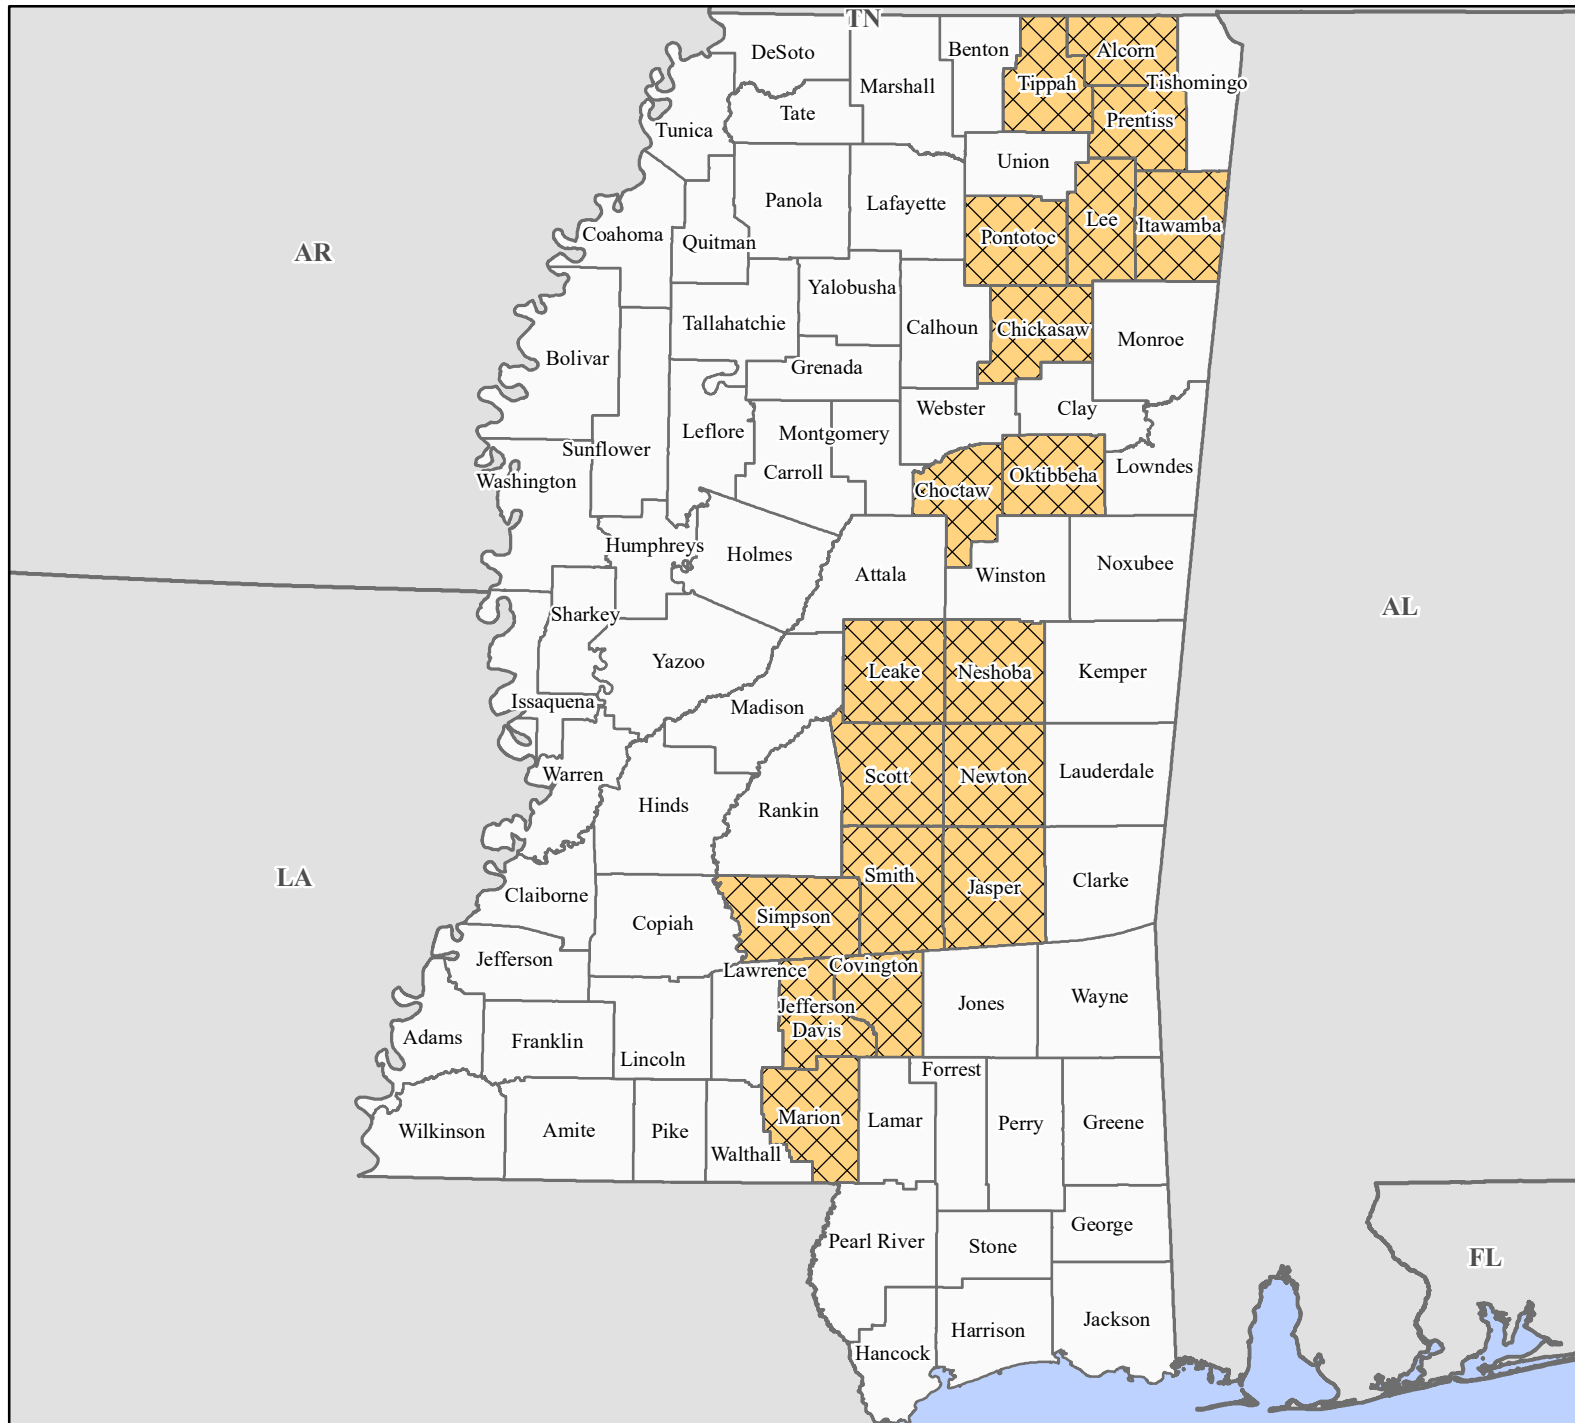 TN
DeSoto
Benton
Alcorn
Marshall
Tippah
Tishomingo
Tate
Prentiss
Tunica
Union
Panola
Lafayette
Lee
Itawamba
Coahoma
Quitman
Pontotoc
AR
Yalobusha
Tallahatchie
Calhoun
Chickasaw
Monroe
Bolivar
Grenada
Webster
Clay
Leflore
Montgomery
Sunflower
Lowndes
Carroll
Oktibbeha
Washington
Choctaw
Humphreys
Holmes
Noxubee
Attala
Winston
AL
Sharkey
Yazoo
Leake
Neshoba
Kemper
Issaquena
Madison
Warren
Scott
Newton
Lauderdale
Hinds
Rankin
LA
Smith
Jasper
Clarke
Claiborne
Simpson
Copiah
Jefferson
Lawrence
Covington
Jefferson
Davis
Jones
Wayne
Adams
Franklin
Lincoln
Forrest
Marion
Lamar
Perry
Greene
Wilkinson
Amite
Pike
Walthall
George
Pearl River
Stone
FL
Harrison
Jackson
Hancock